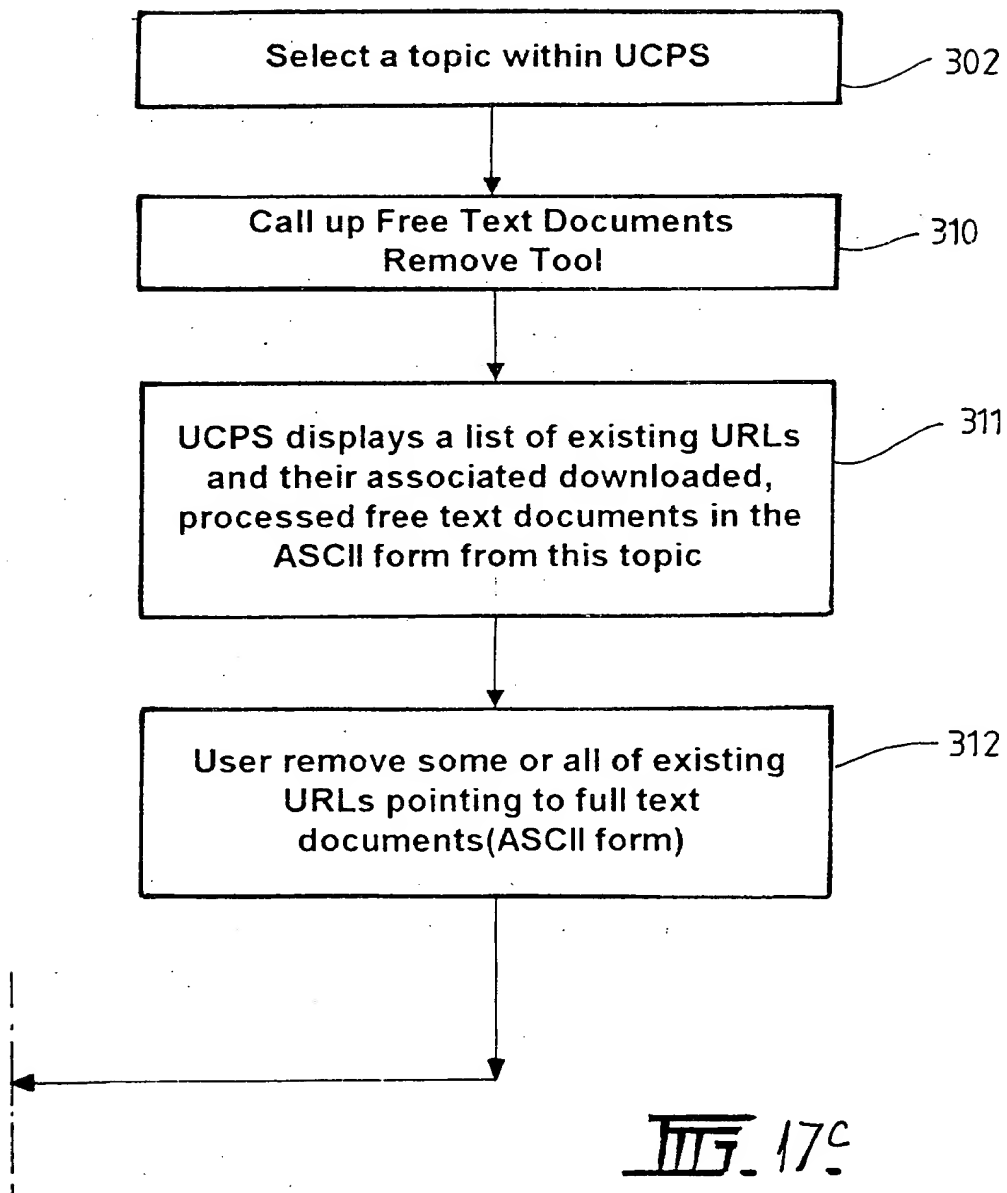 Select a topic within UCPS
302
Call up Free Text Documents
Remove Tool
310
UCPS displays a list of existing URLs
and their associated downloaded,
processed free text documents in the
ASCII form from this topic
311
User remove some or all of existing
URLs pointing to full text
documents(ASCII form)
312
FIG. 17c